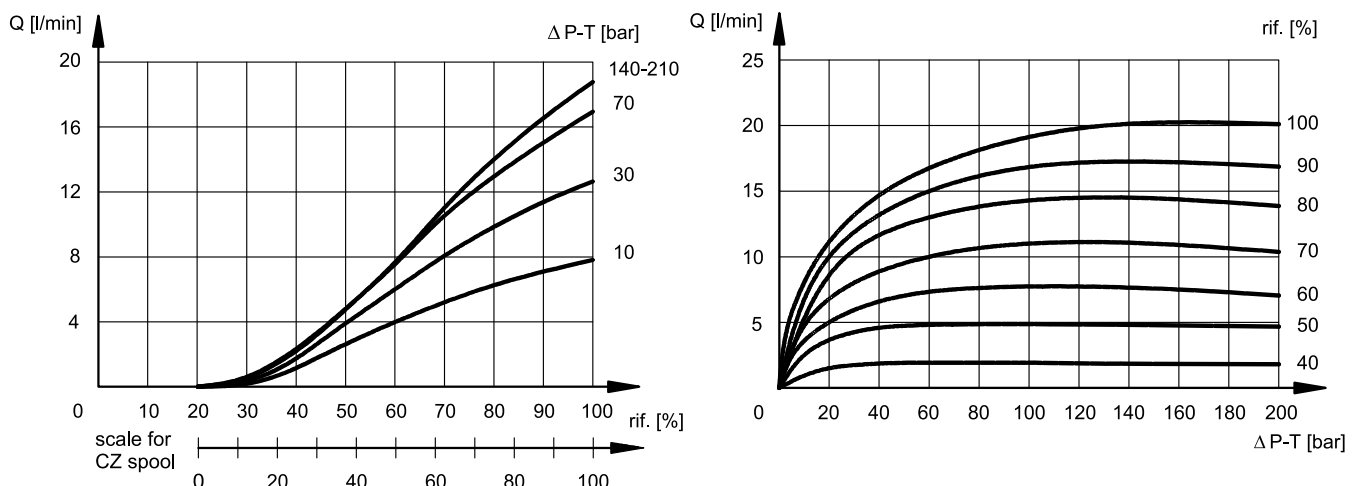 Q [l/min]
Δ P-T [bar]
20
16
12
8
4
140-210
70
30
10
0 10 20 30 40 50 60 70 80 90 100
rif. [%]
scale for
CZ spool
0 20 40 60 80 100
Q [l/min]
rif. [%]
25
20
15
10
5
100
90
80
70
60
50
40
0 20 40 60 80 100 120 140 160 180 200
Δ P-T [bar]